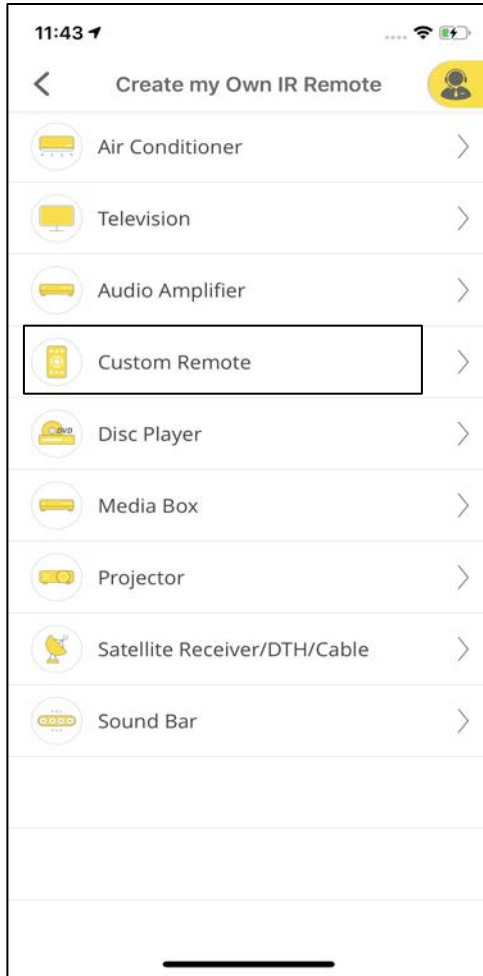 11:43
Create my Own IR Remote
Air Conditioner
Television
Audio Amplifier
Custom Remote
DVD
Disc Player
Media Box
Projector
Satellite Receiver/DTH/Cable
Sound Bar